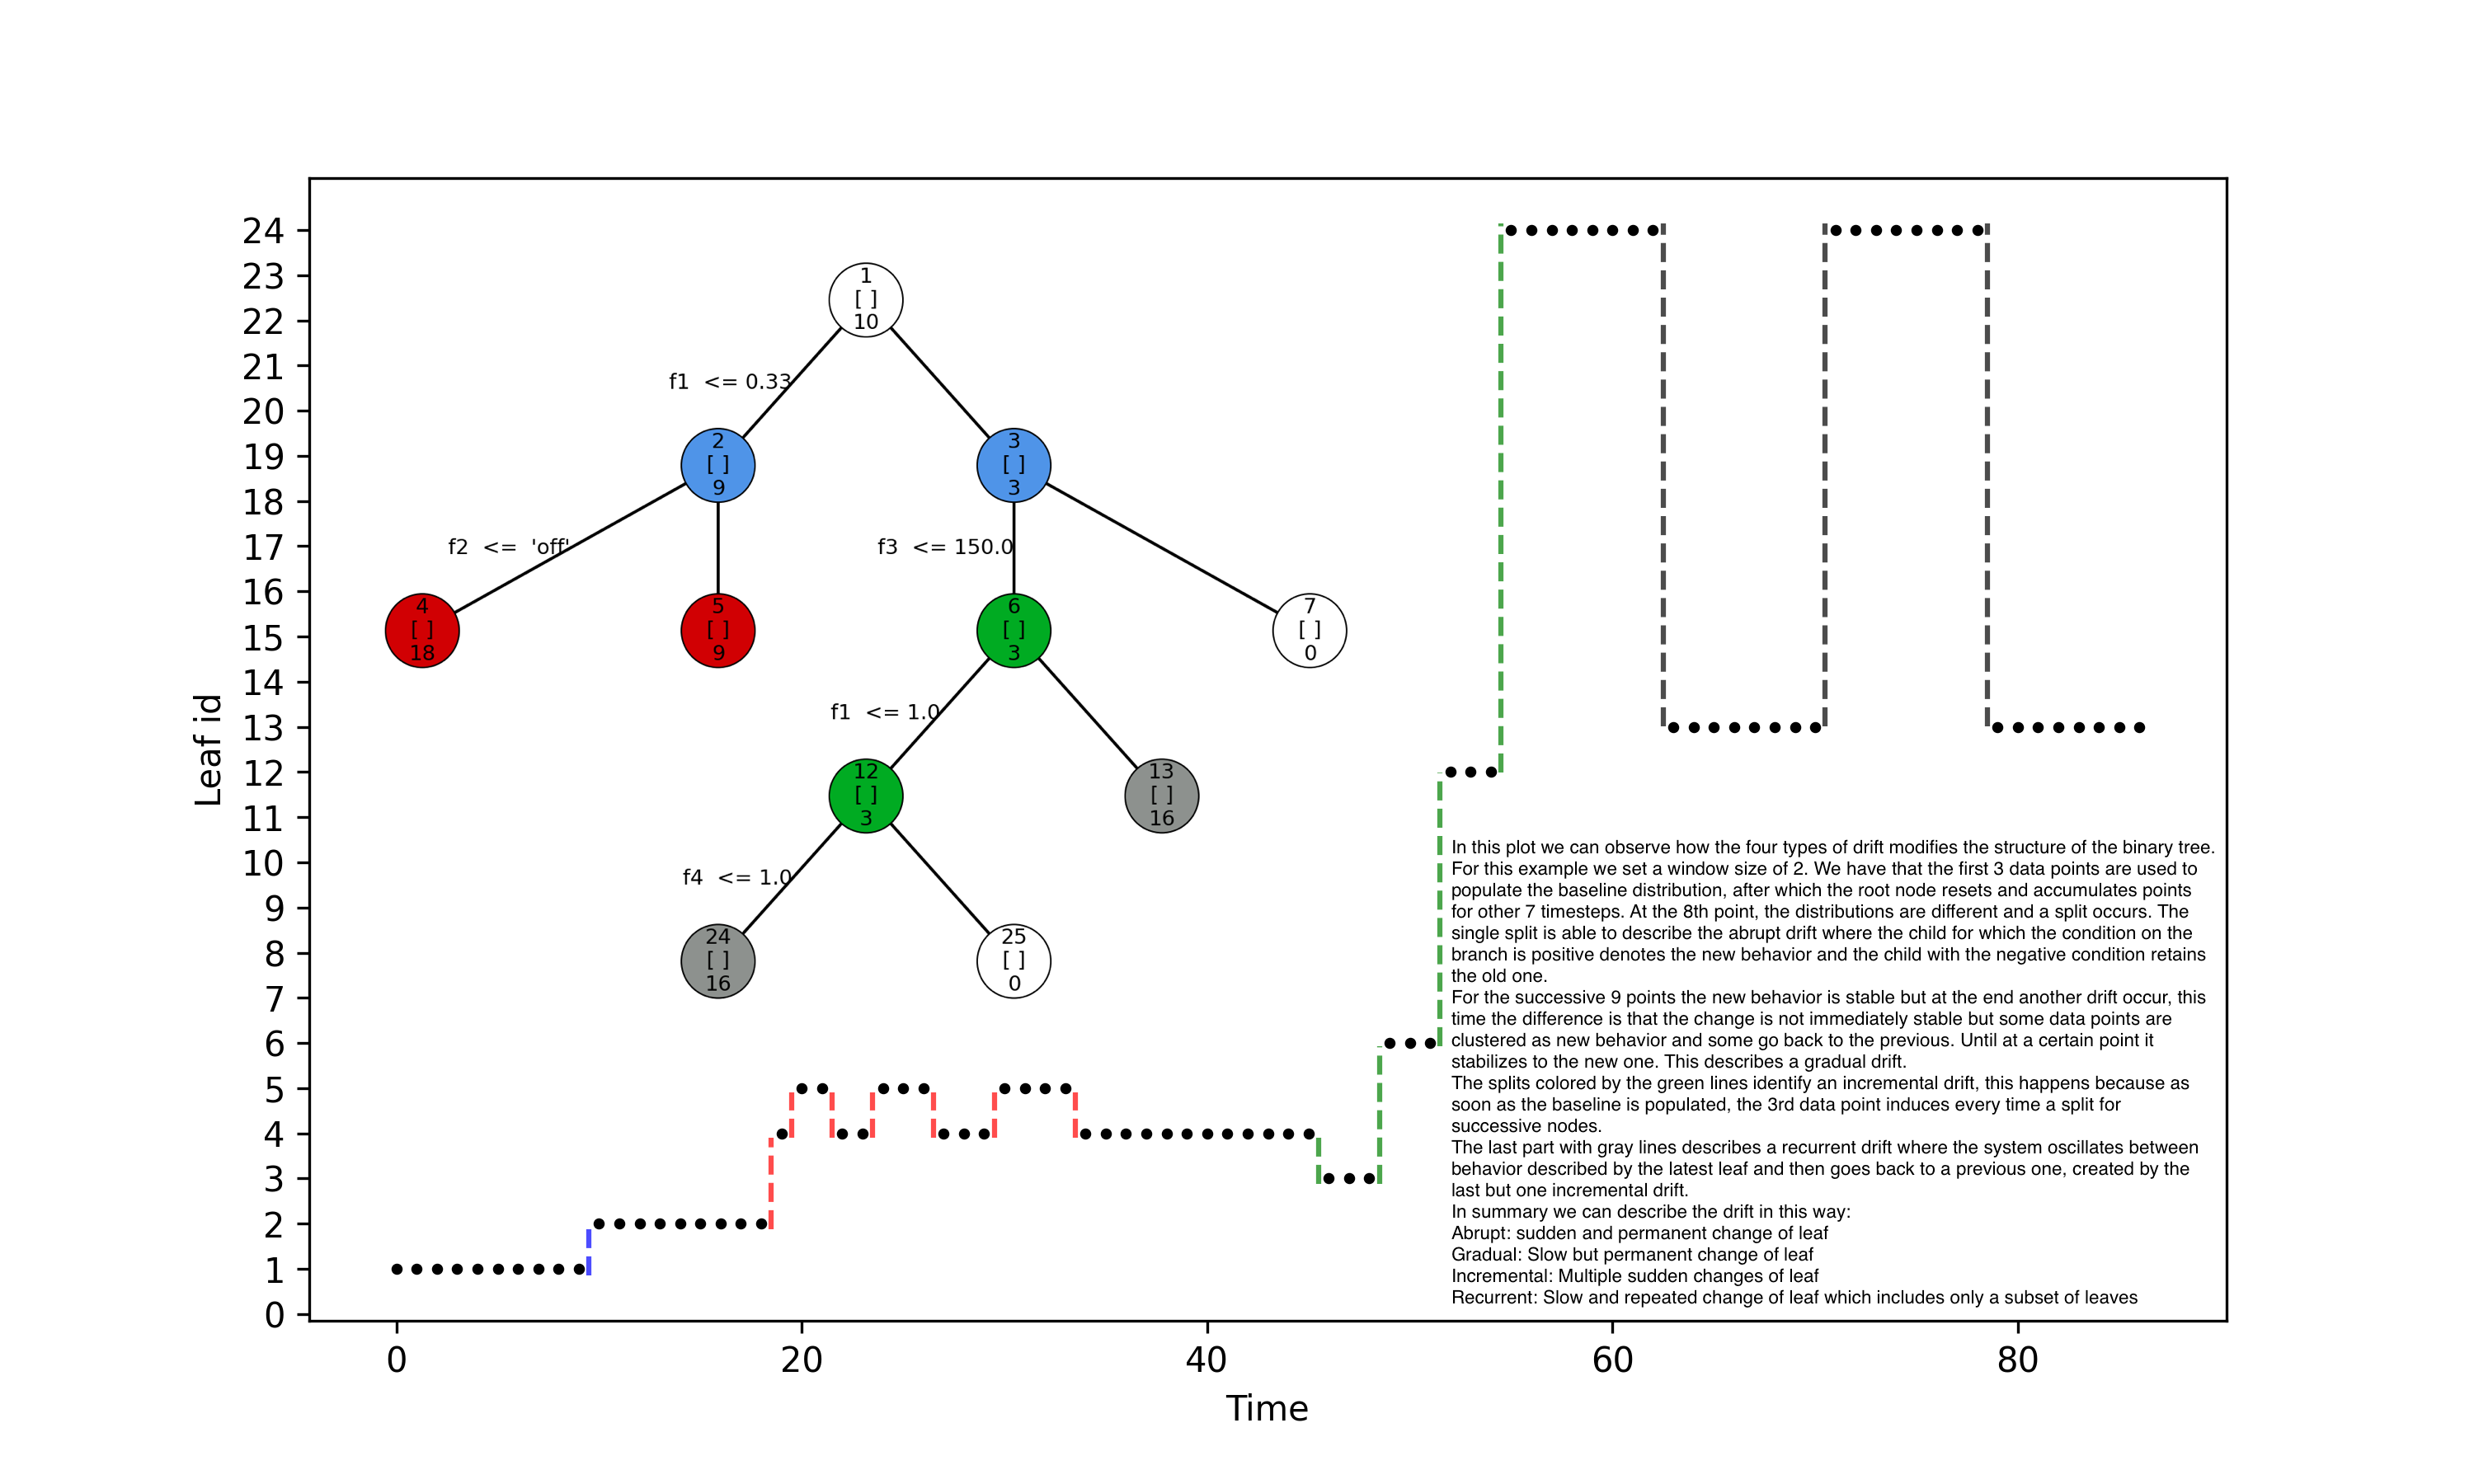 24
23
22
21
20
19
18
17
16
15
14
13
12
11
10
9
8
7
6
5
4
3
2
1
0
Leaf id
0
20
40
60
80
Time
1
[ ]
10
f1 <= 0.33
2
[ ]
9
3
[ ]
3
f2 <= 'off'
f3 <= 150.0
4
[ ]
18
5
[ ]
9
6
[ ]
3
7
[ ]
0
f1 <= 1.0
12
[ ]
3
13
[ ]
16
f4 <= 1.0
24
[ ]
16
25
[ ]
0
In this plot we can observe how the four types of drift modifies the structure of the binary tree.
For this example we set a window size of 2. We have that the first 3 data points are used to
populate the baseline distribution, after which the root node resets and accumulates points
for other 7 timesteps. At the 8th point, the distributions are different and a split occurs. The
single split is able to describe the abrupt drift where the child for which the condition on the
branch is positive denotes the new behavior and the child with the negative condition retains
the old one.
For the successive 9 points the new behavior is stable but at the end another drift occur, this
time the difference is that the change is not immediately stable but some data points are
clustered as new behavior and some go back to the previous. Until at a certain point it
stabilizes to the new one. This describes a gradual drift.
The splits colored by the green lines identify an incremental drift, this happens because as
soon as the baseline is populated, the 3rd data point induces every time a split for
successive nodes.
The last part with gray lines describes a recurrent drift where the system oscillates between
behavior described by the latest leaf and then goes back to a previous one, created by the
last but one incremental drift.
In summary we can describe the drift in this way:
Abrupt: sudden and permanent change of leaf
Gradual: Slow but permanent change of leaf
Incremental: Multiple sudden changes of leaf
Recurrent: Slow and repeated change of leaf which includes only a subset of leaves